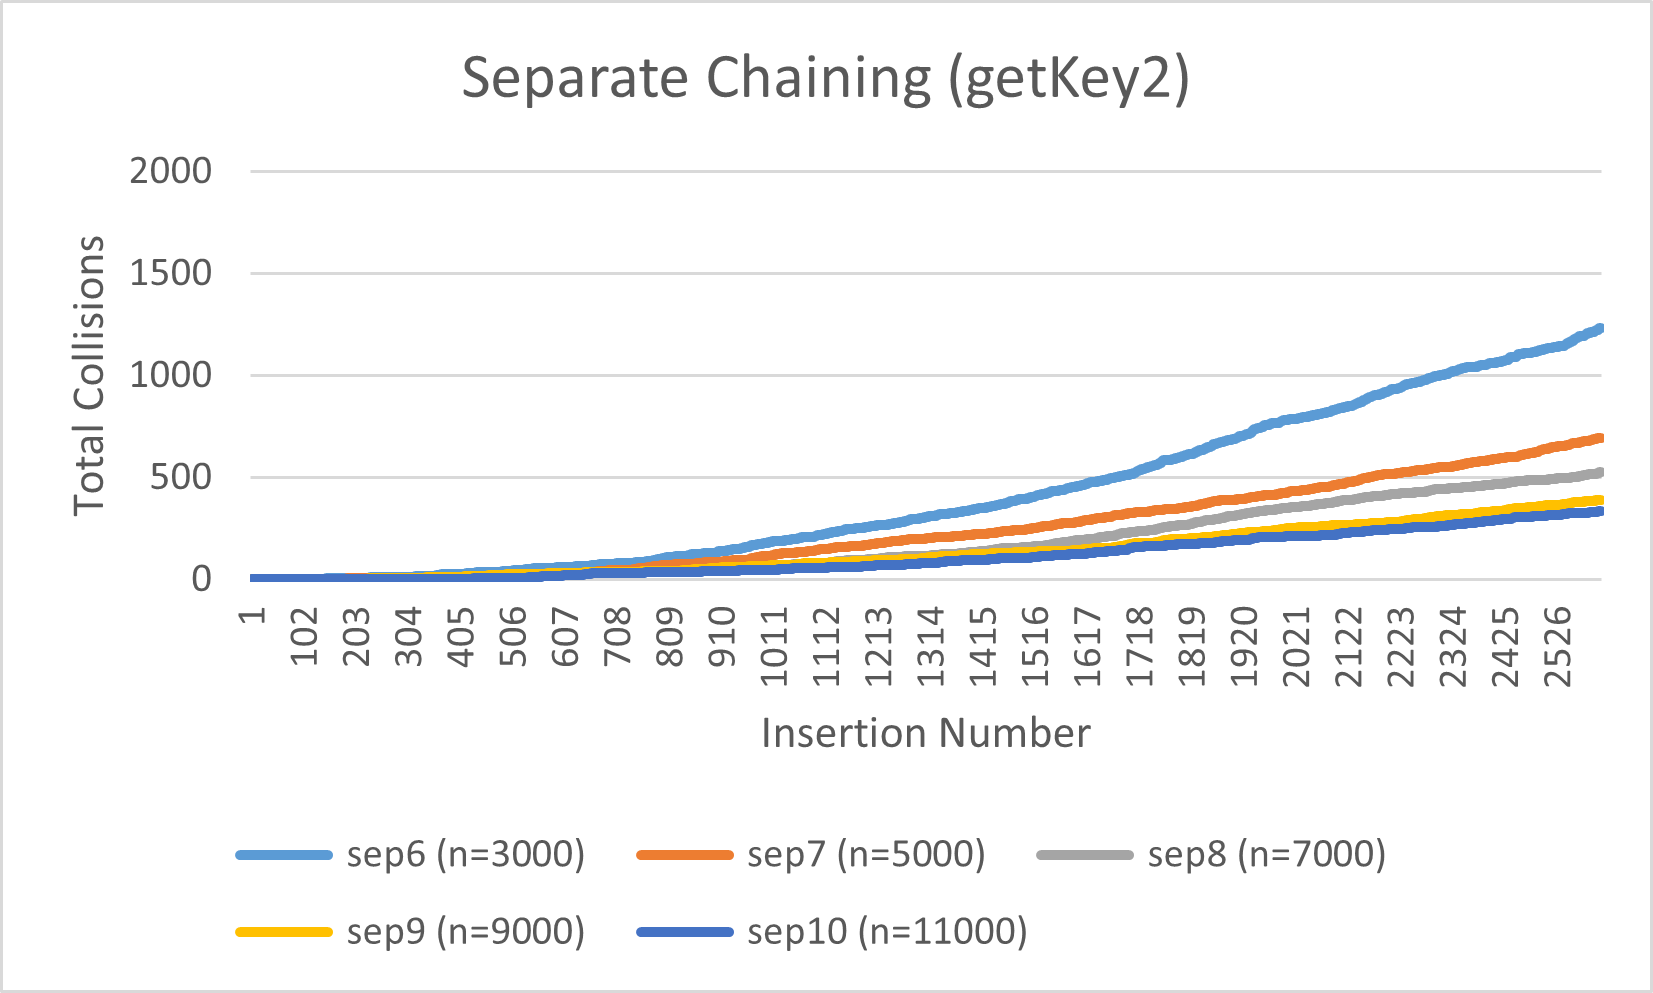 Separate Chaining (getKey2)
2000
1500
1000
500
0
Total Collisions
1 102 203 304 405 506 607 708 809 910 1011 1112 1213 1314 1415 1516 1617 1718 1819 1920 2021 2122 2223 2324 2425 2526
Insertion Number
sep6 (n=3000) sep7 (n=5000) sep8 (n=7000)
sep9 (n=9000) sep10 (n=11000)